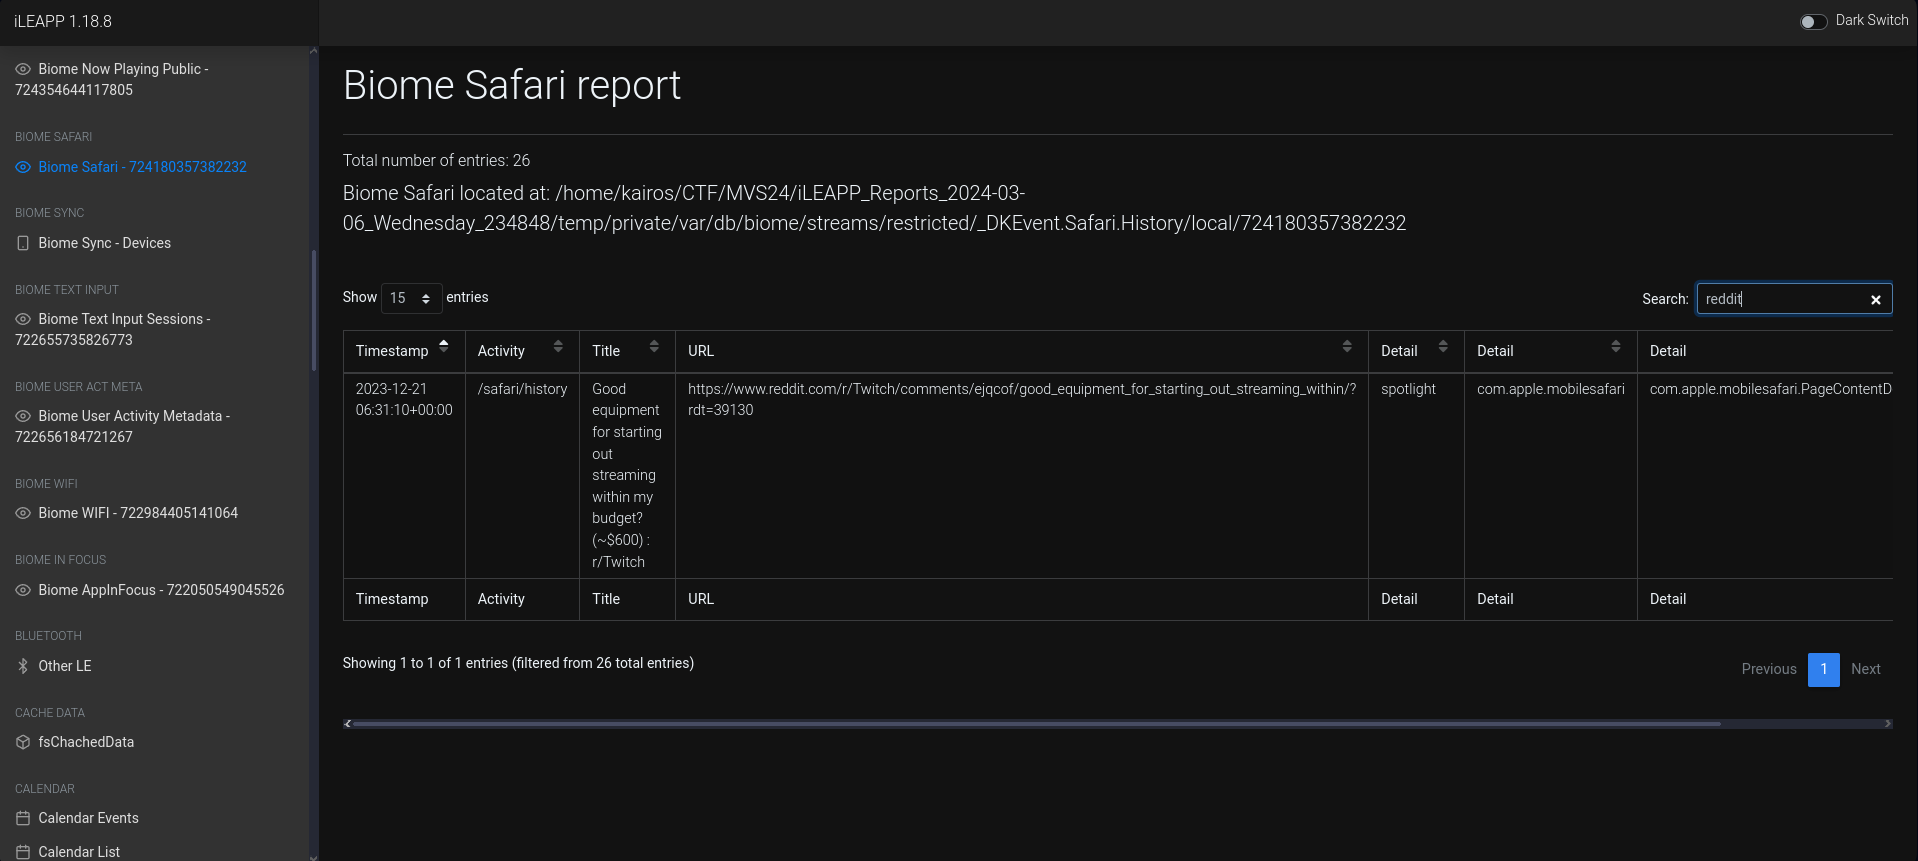 iLEAPP 1.18.8
Dark Switch
Biome Now Playing Public -
724354644117805
BIOME SAFARI
Biome Safari - 724180357382232
BIOME SYNC
Biome Sync - Devices
BIOME TEXT INPUT
Biome Text Input Sessions -
722655735826773
BIOME USER ACT META
Biome User Activity Metadata -
722656184721267
BIOME WIFI
Biome WIFI - 722984405141064
BIOME IN FOCUS
Biome AppInFocus - 722050549045526
BLUETOOTH
Other LE
CACHE DATA
fsChachedData
CALENDAR
Calendar Events
Calendar List
Biome Safari report
Total number of entries: 26
Biome Safari located at: /home/kairos/CTF/MVS24/iLEAPP_Reports_2024-03-
06_Wednesday_234848/temp/private/var/db/biome/streams/restricted/_DKEvent.Safari.History/local/724180357382232
Show 15 entries
Search: reddit
Timestamp Activity Title URL Detail Detail Detail
2023-12-21
06:31:10+00:00
/safari/history
Good
equipment
for starting
out
streaming
within my
budget?
(~$600) :
r/Twitch
https://www.reddit.com/r/Twitch/comments/ejqcof/good_equipment_for_starting_out_streaming_within/?
rdt=39130
spotlight
com.apple.mobilesafari
com.apple.mobilesafari.PageContentD
Timestamp Activity Title URL Detail Detail Detail
Showing 1 to 1 of 1 entries (filtered from 26 total entries)
Previous 1 Next